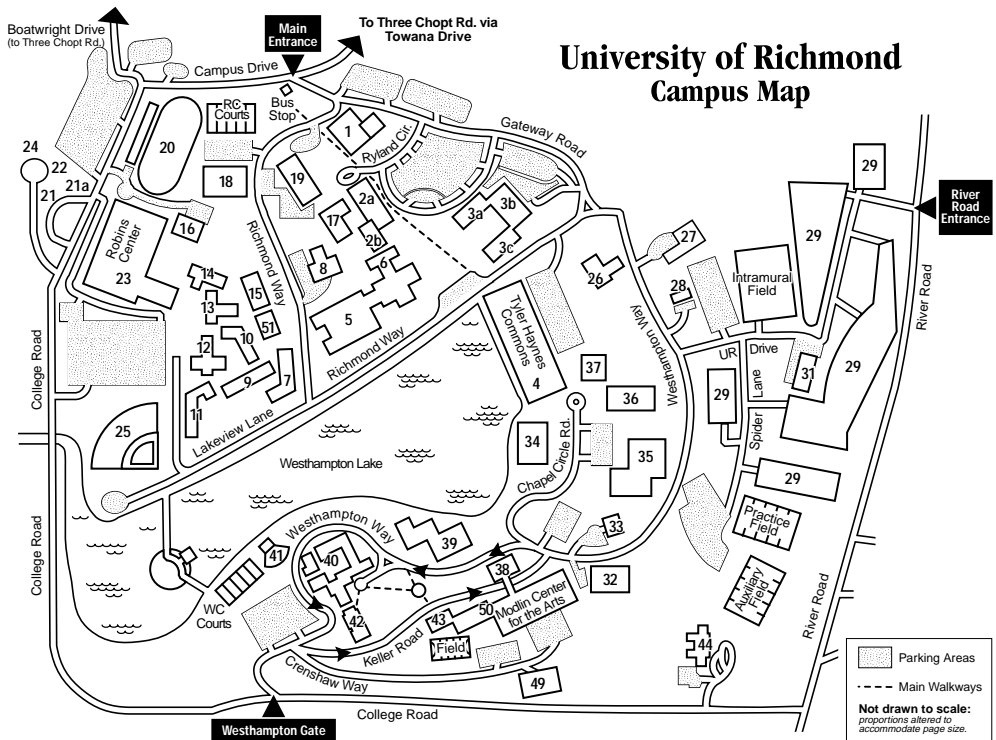 University of Richmond
Campus Map
Boatwright Drive
(to Three Chopt Rd.)
Main
Entrance
To Three Chopt Rd. via
Towana Drive
Campus Drive
RC
Courts
Bus
Stop
1
Ryland Cir.
Gateway Road
20
24
22
21a
21
18
19
2a
2b
17
3a
3b
3c
16
Robins
Center
23
Richmond Way
8
6
14
13
15
51
10
5
12
9
7
11
Richmond Way
Lakeview Lane
25
College Road
College Road
Westhampton Lake
Tyler Haynes
Commons
4
26
27
28
Westhampton Way
37
36
34
35
Chapel Circle Rd.
33
32
Intramural
Field
29
29
29
29
29
31
UR
Drive
Spider
Lane
River
Road
Entrance
River Road
River Road
Practice
Field
Auxiliary
Field
44
Westhampton Way
39
40
41
WC
Courts
42
38
43
50
Modlin Center
for the Arts
Keller Road
Field
49
Crenshaw Way
Westhampton Gate
College Road
Parking Areas
Main Walkways
Not drawn to scale:
proportions altered to
accommodate page size.